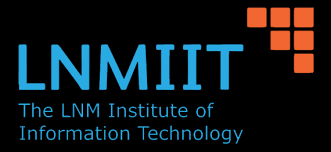 LNMIIT
The LNM Institute of
Information Technology